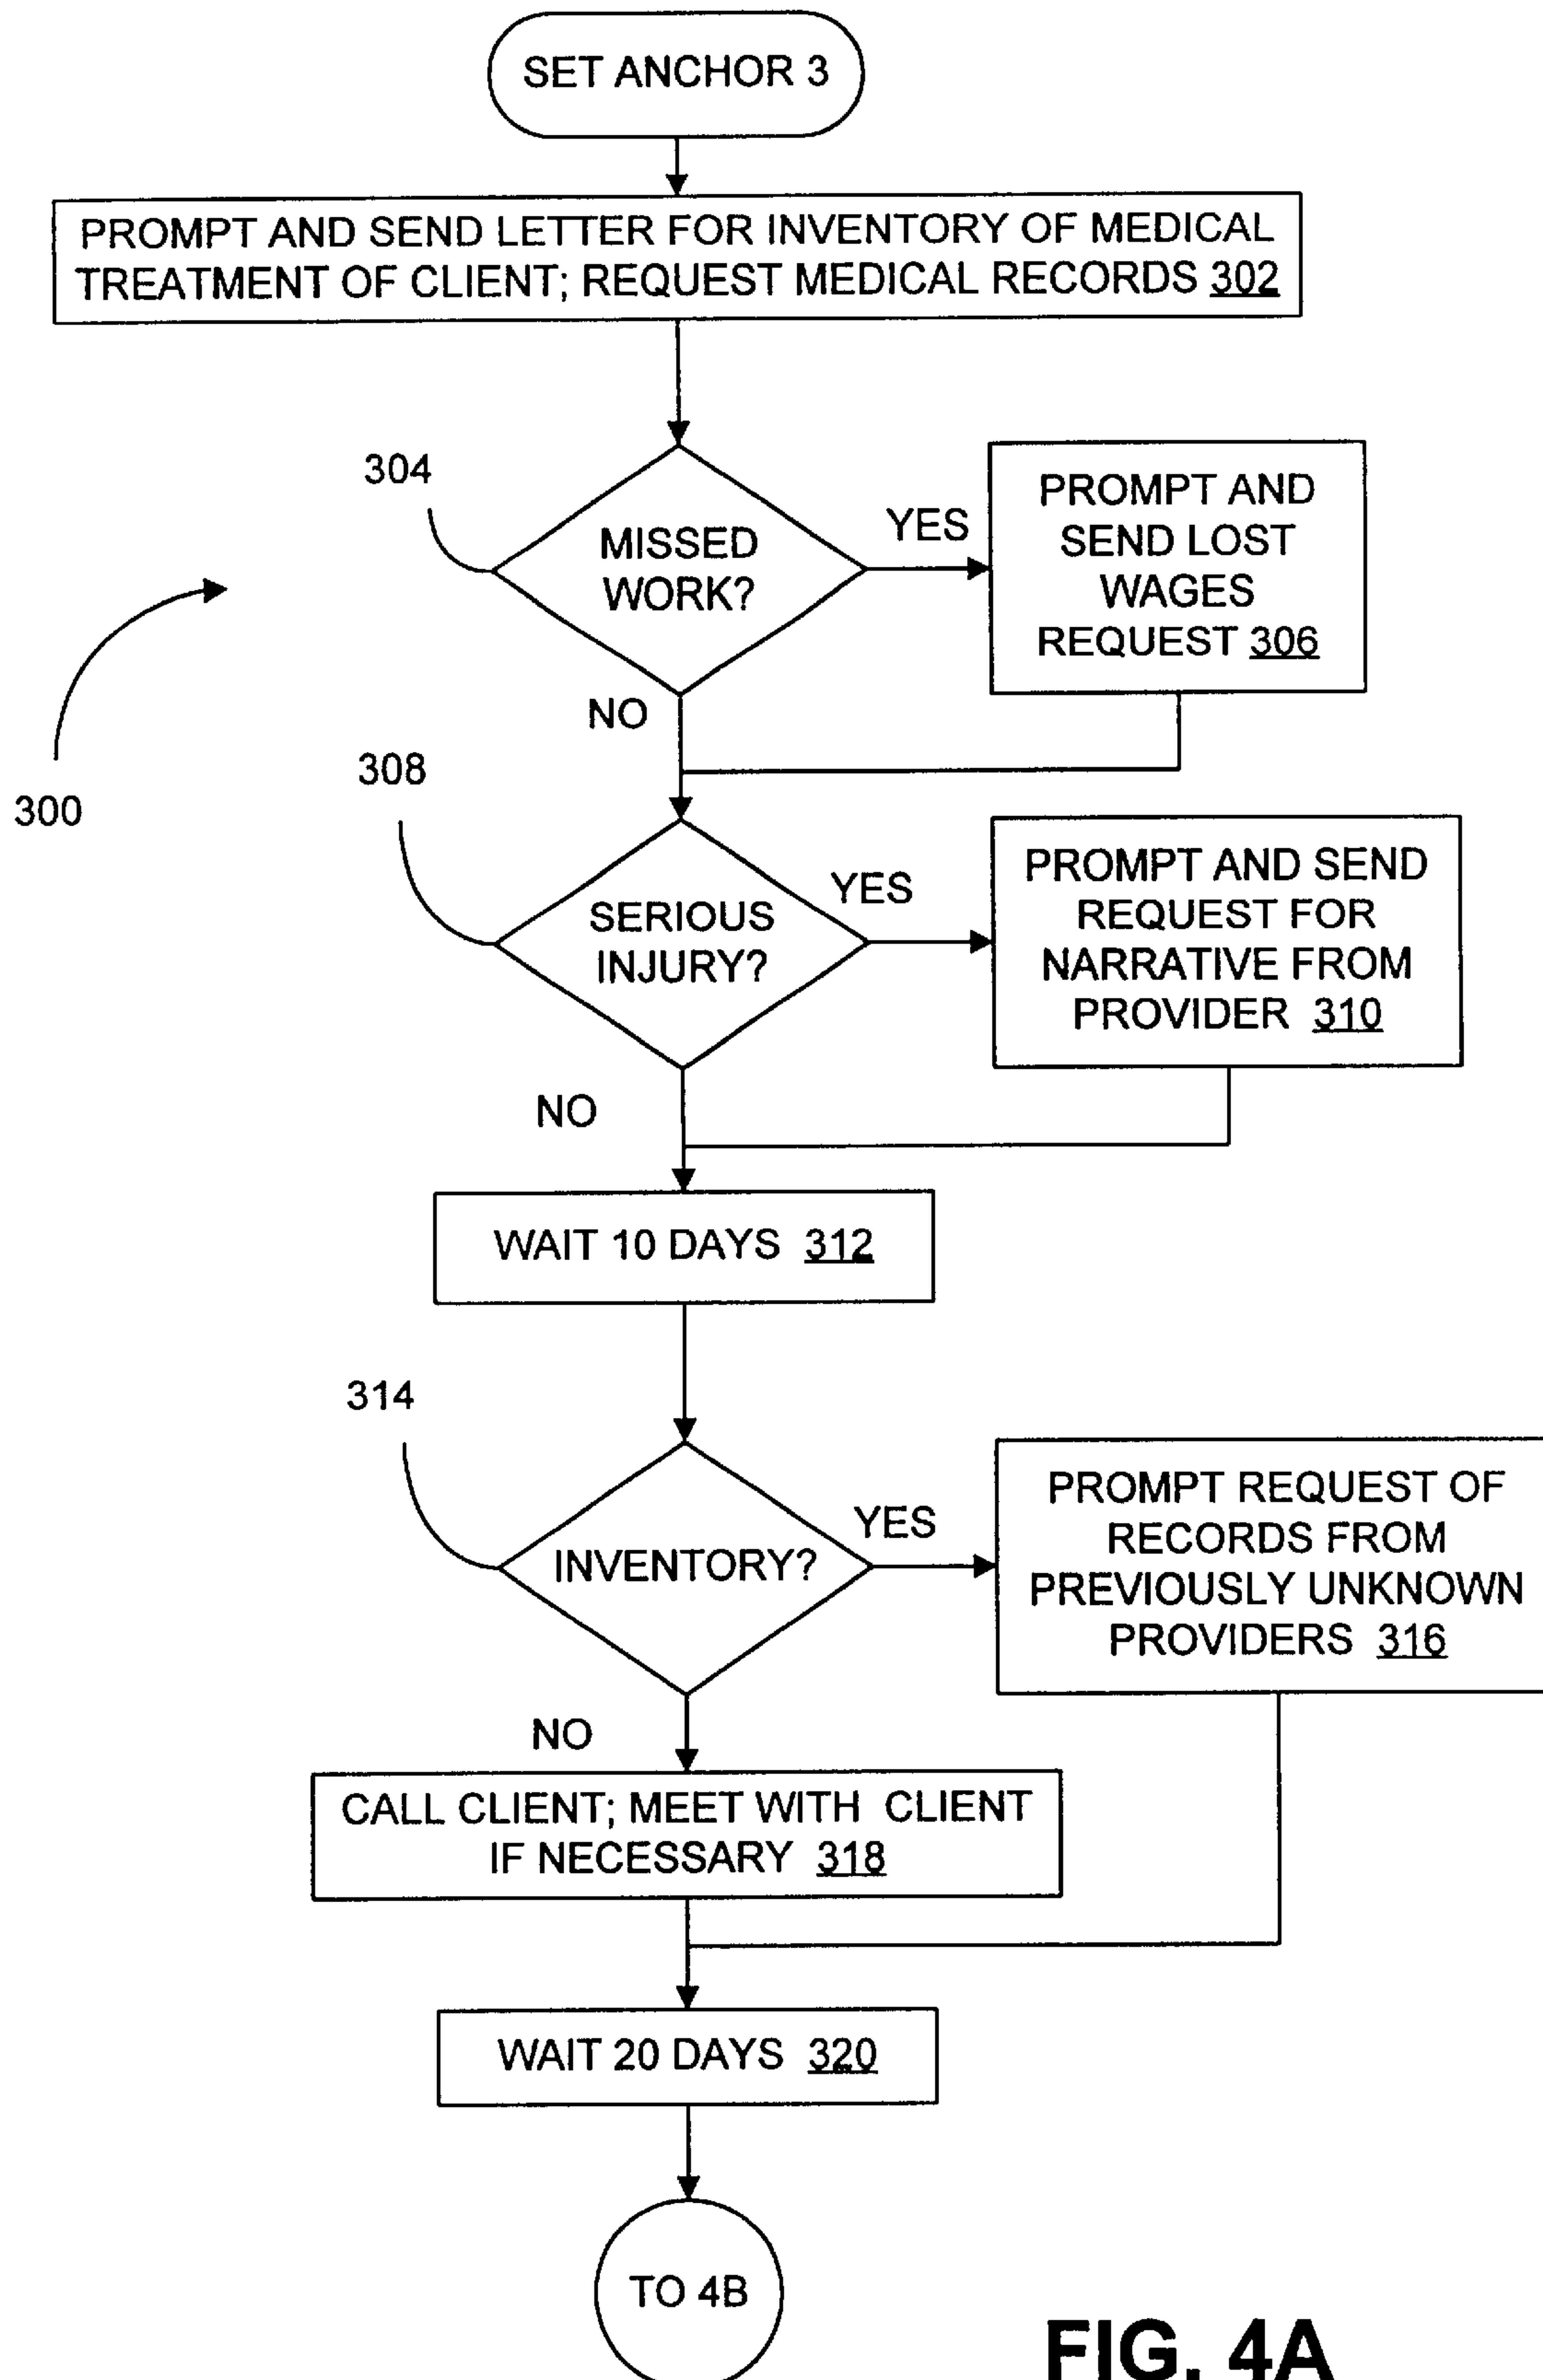 SET ANCHOR 3
PROMPT AND SEND LETTER FOR INVENTORY OF MEDICAL
TREATMENT OF CLIENT; REQUEST MEDICAL RECORDS 302
304
MISSED
WORK?
YES
PROMPT AND
SEND LOST
WAGES
REQUEST 306
NO
300
308
SERIOUS
INJURY?
YES
PROMPT AND SEND
REQUEST FOR
NARRATIVE FROM
PROVIDER 310
NO
WAIT 10 DAYS 312
314
INVENTORY?
YES
PROMPT REQUEST OF
RECORDS FROM
PREVIOUSLY UNKNOWN
PROVIDERS 316
NO
CALL CLIENT; MEET WITH CLIENT
IF NECESSARY 318
WAIT 20 DAYS 320
TO 4B
FIG. 4A